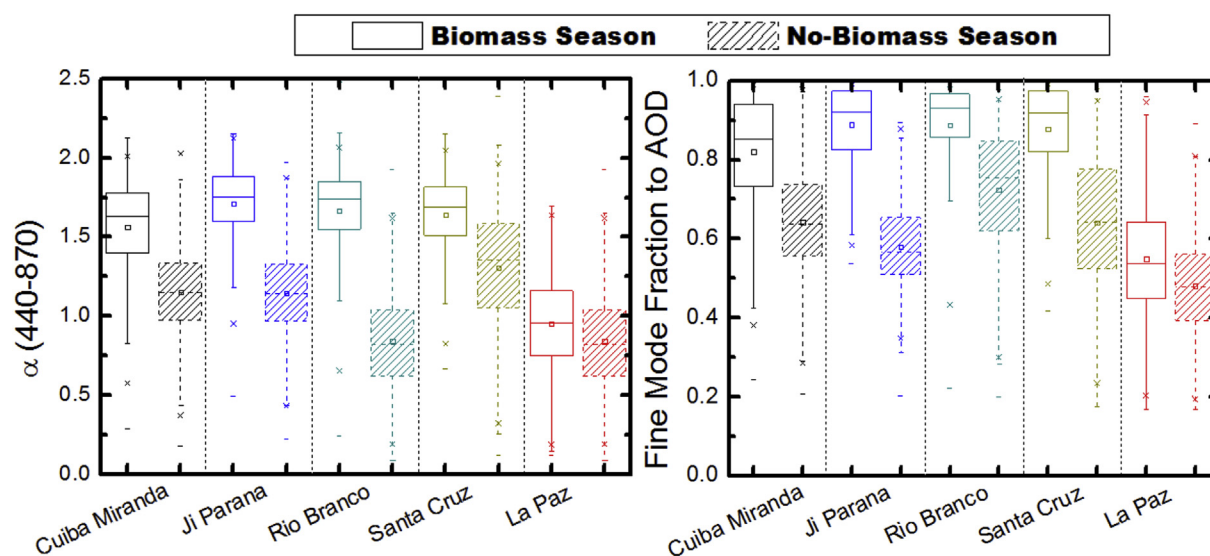 Biomass Season No-Biomass Season
α (440-870)
2.5
2.0
1.5
1.0
0.5
0.0
Cuiba Miranda
Ji Parana
Rio Branco
Santa Cruz
La Paz
Fine Mode Fraction to AOD
1.0
0.8
0.6
0.4
0.2
0.0
Cuiba Miranda
Ji Parana
Rio Branco
Santa Cruz
La Paz